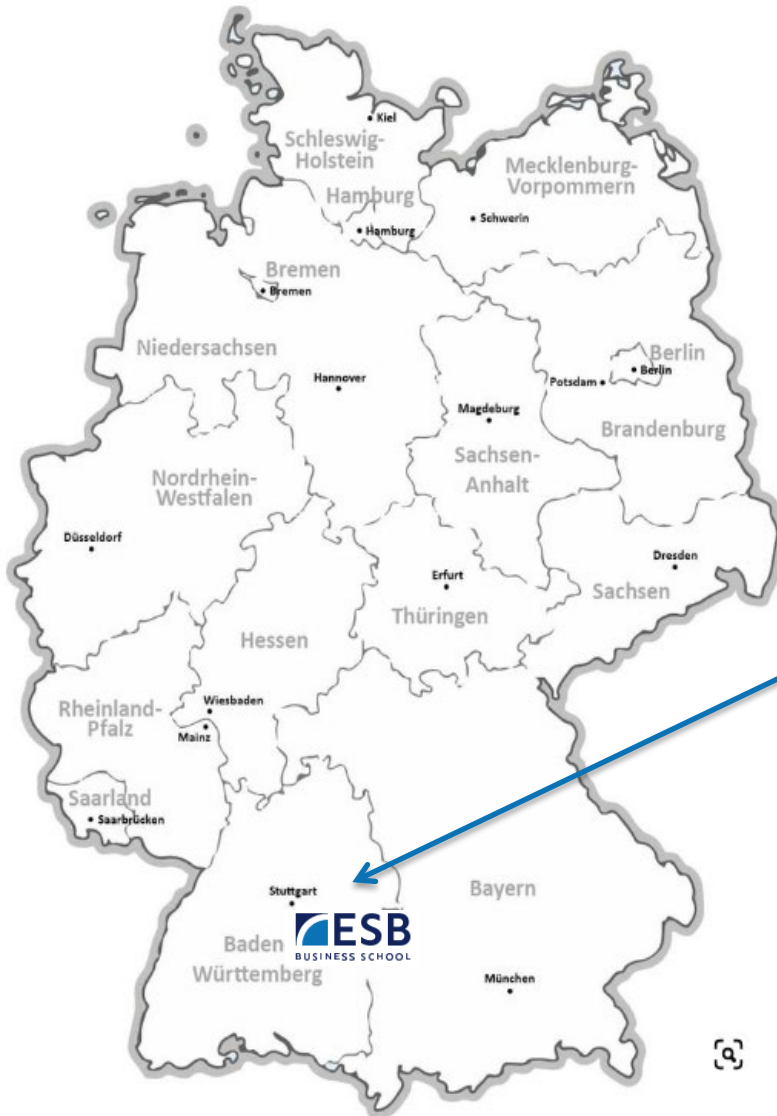 Kiel
Schleswig-
Holstein
Mecklenburg-
Vorpommern
Hamburg
Schwerin
Hamburg
Bremen
Bremen
Niedersachsen
Berlin
Berlin
Hannover
Potsdam
Magdeburg
Brandenburg
Sachsen-
Anhalt
Nordrhein-
Westfalen
Düsseldorf
Dresden
Erfurt
Sachsen
Thüringen
Hessen
Wiesbaden
Rheinland-
Pfalz
Mainz
Saarland
Saarbrücken
Stuttgart
Bayern
ESB
BUSINESS SCHOOL
Baden
Württemberg
München